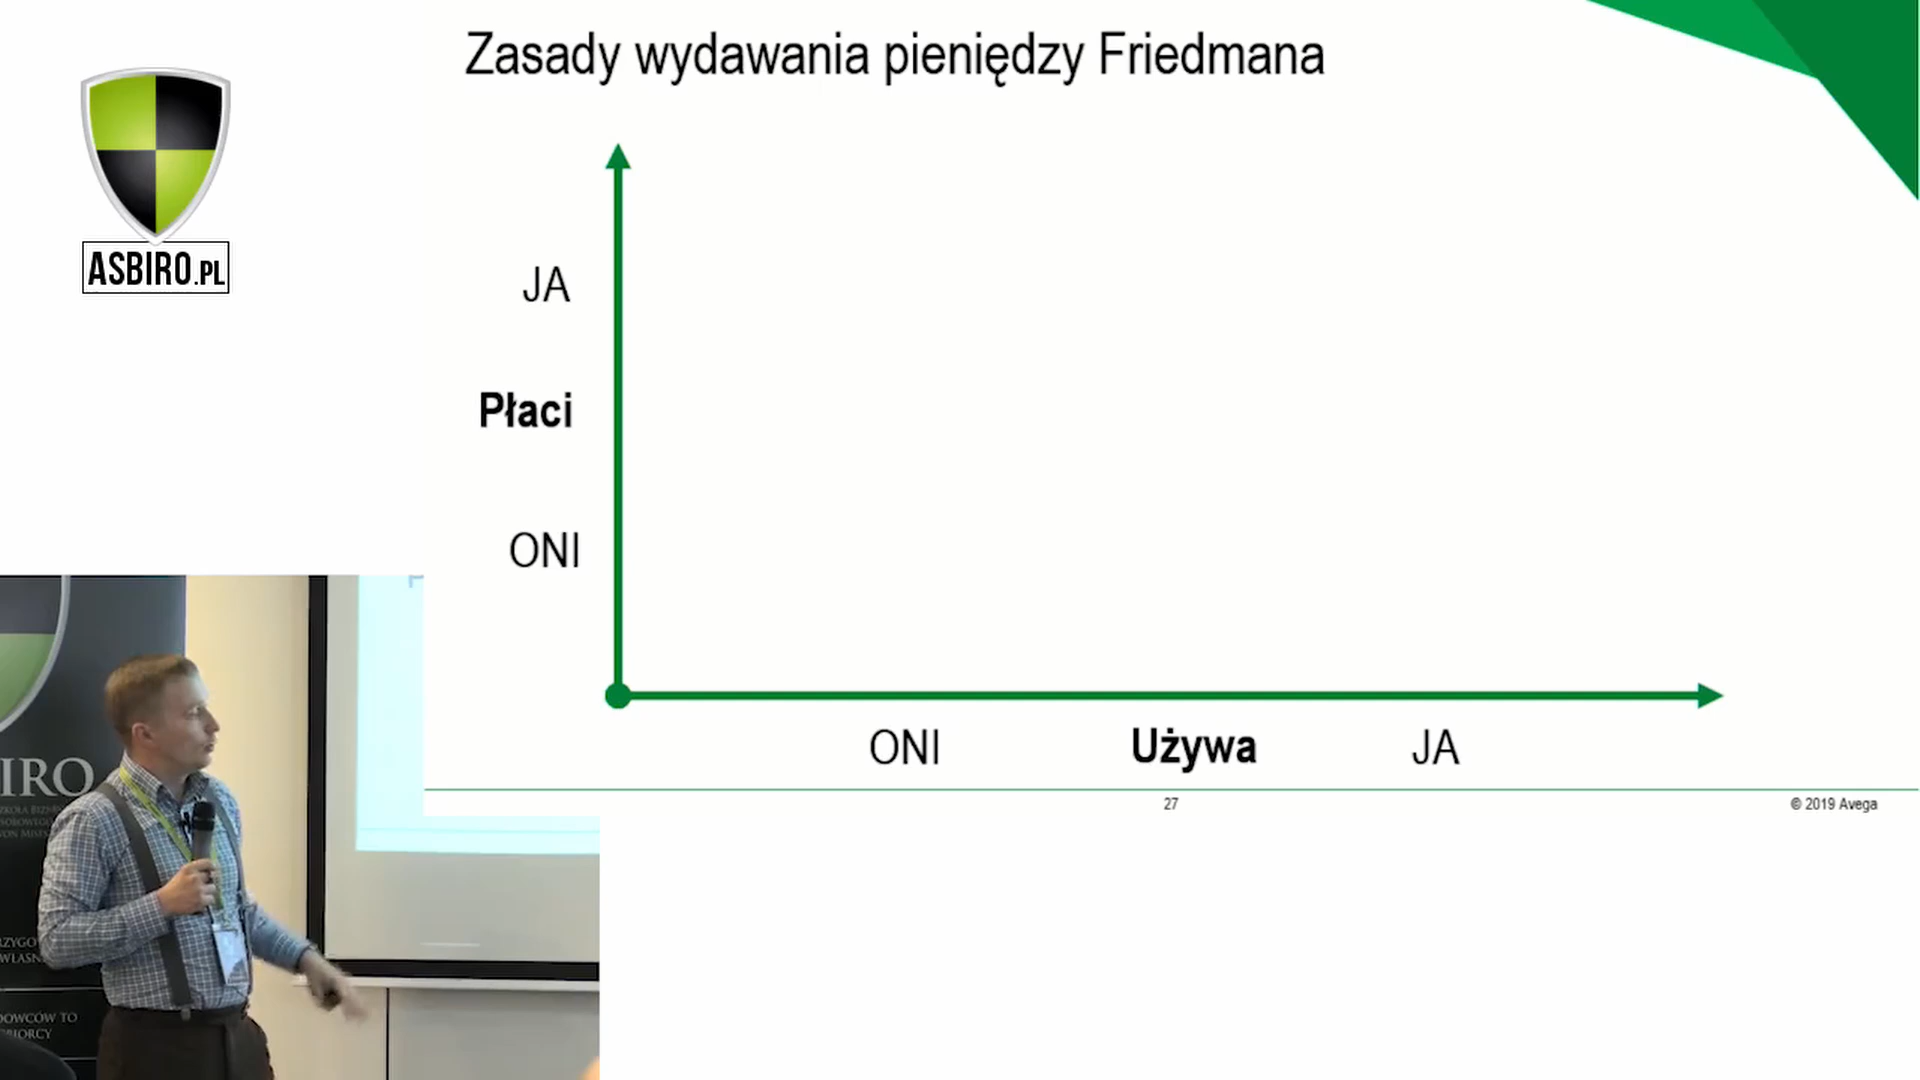 Zasady wydawania pieniędzy Friedmana
ASBIRO.PL
JA
Płaci
ONI
ONI Używa JA
27
© 2019 Avega
IRO